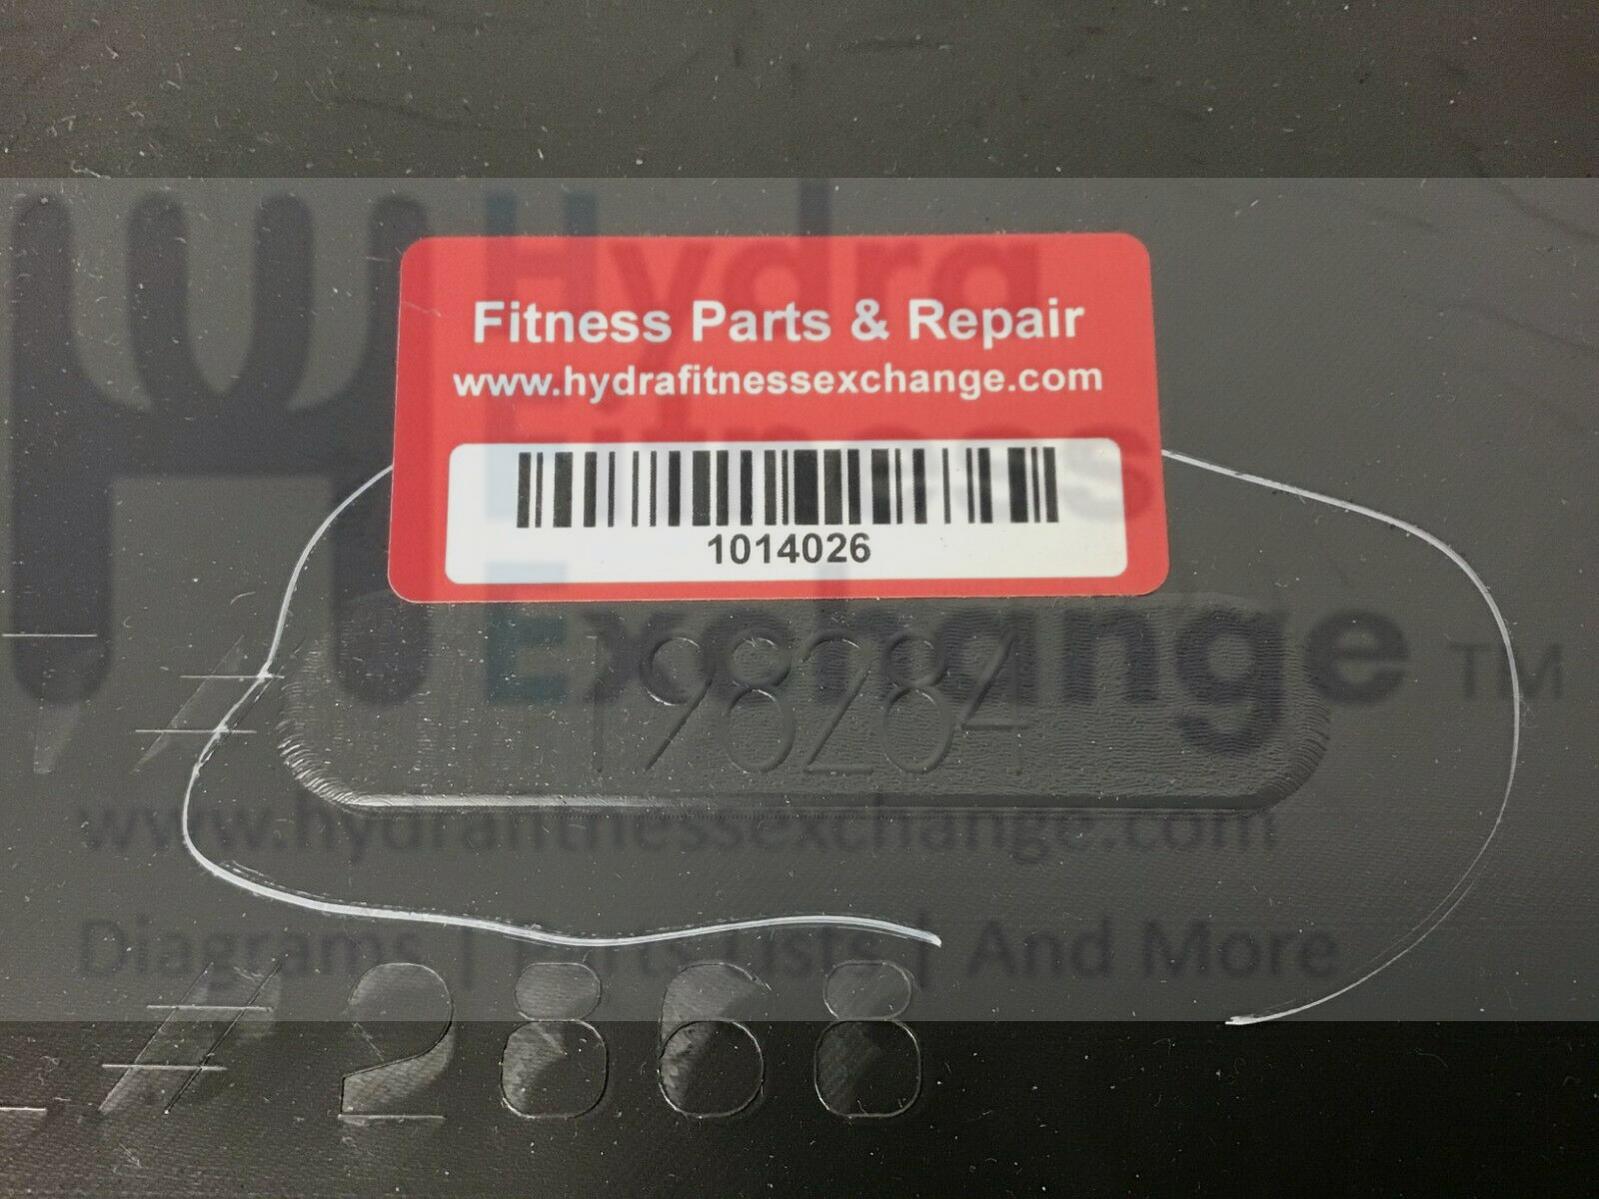 Hydra
Fitness Parts & Repair
www.hydrafitnessexchange.com
Fitness
1014026
Exchange ™
198284
www.hydrafitnessexchange.com
Diagrams | Parts Lists | And More
# 2868